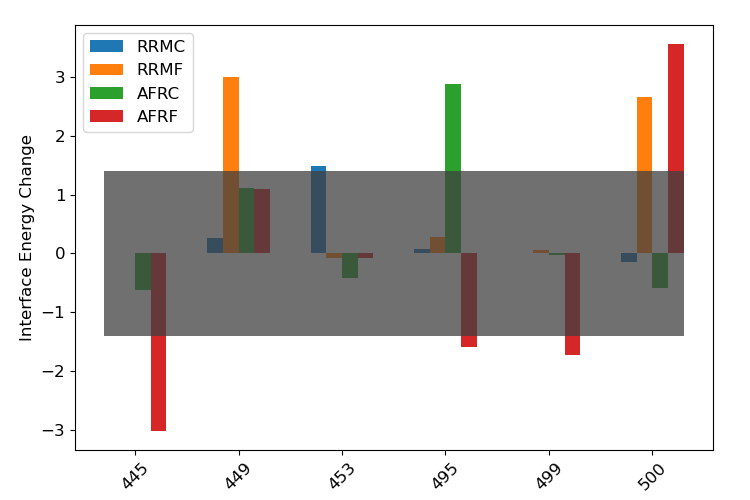 RRMC
RRMF
AFRC
AFRF
Interface Energy Change
3
2
1
0
−1
−2
−3
445
449
453
495
499
500